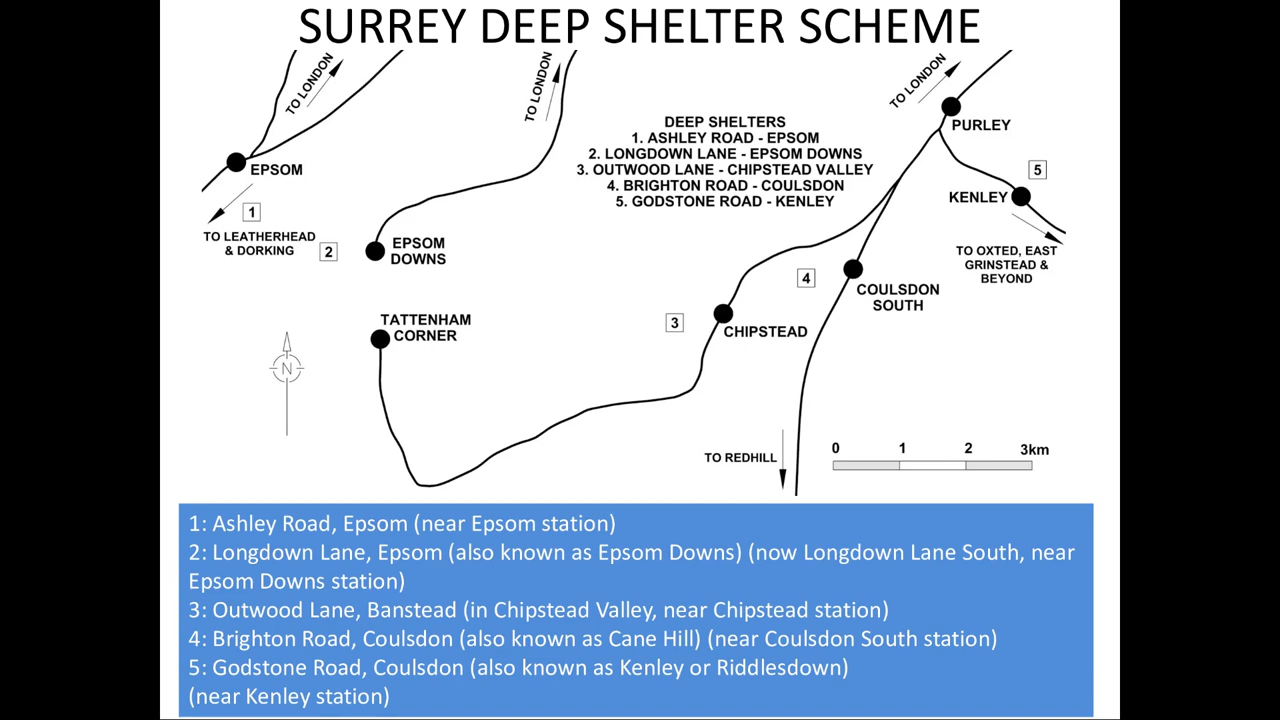 SURREY DEEP SHELTER SCHEME
TO LONDON
TO LONDON
TO LONDON
PURLEY
DEEP SHELTERS
1. ASHLEY ROAD - EPSOM
2. LONGDOWN LANE - EPSOM DOWNS
3. OUTWOOD LANE - CHIPSTEAD VALLEY
4. BRIGHTON ROAD - COULSDON
5. GODSTONE ROAD - KENLEY
EPSOM
5
KENLEY
1
TO LEATHERHEAD
& DORKING
2
EPSOM
DOWNS
TO OXTED, EAST
GRINSTEAD &
BEYOND
4
COULSDON
SOUTH
3
CHIPSTEAD
TATTENHAM
CORNER
N
TO REDHILL
0 1 2 3km
1: Ashley Road, Epsom (near Epsom station)
2: Longdown Lane, Epsom (also known as Epsom Downs) (now Longdown Lane South, near
Epsom Downs station)
3: Outwood Lane, Banstead (in Chipstead Valley, near Chipstead station)
4: Brighton Road, Coulsdon (also known as Cane Hill) (near Coulsdon South station)
5: Godstone Road, Coulsdon (also known as Kenley or Riddlesdown)
(near Kenley station)